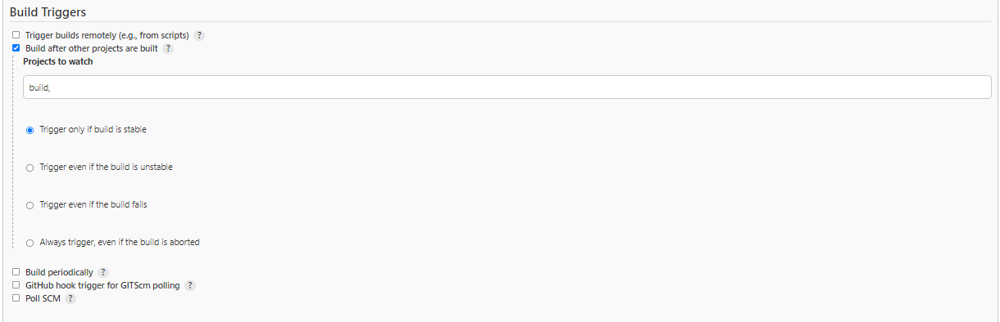 Build Triggers
Trigger builds remotely (e.g., from scripts) ?
Build after other projects are built ?
Projects to watch
build,
Trigger only if build is stable
Trigger even if the build is unstable
Trigger even if the build fails
Always trigger, even if the build is aborted
Build periodically ?
GitHub hook trigger for GITScm polling ?
Poll SCM ?